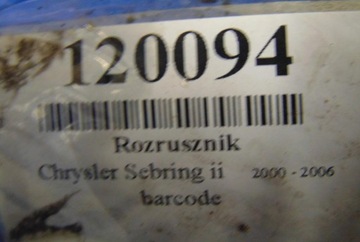 120094
Rozrusznik
Chrysler Sebring ii 2000 - 2006
barcode